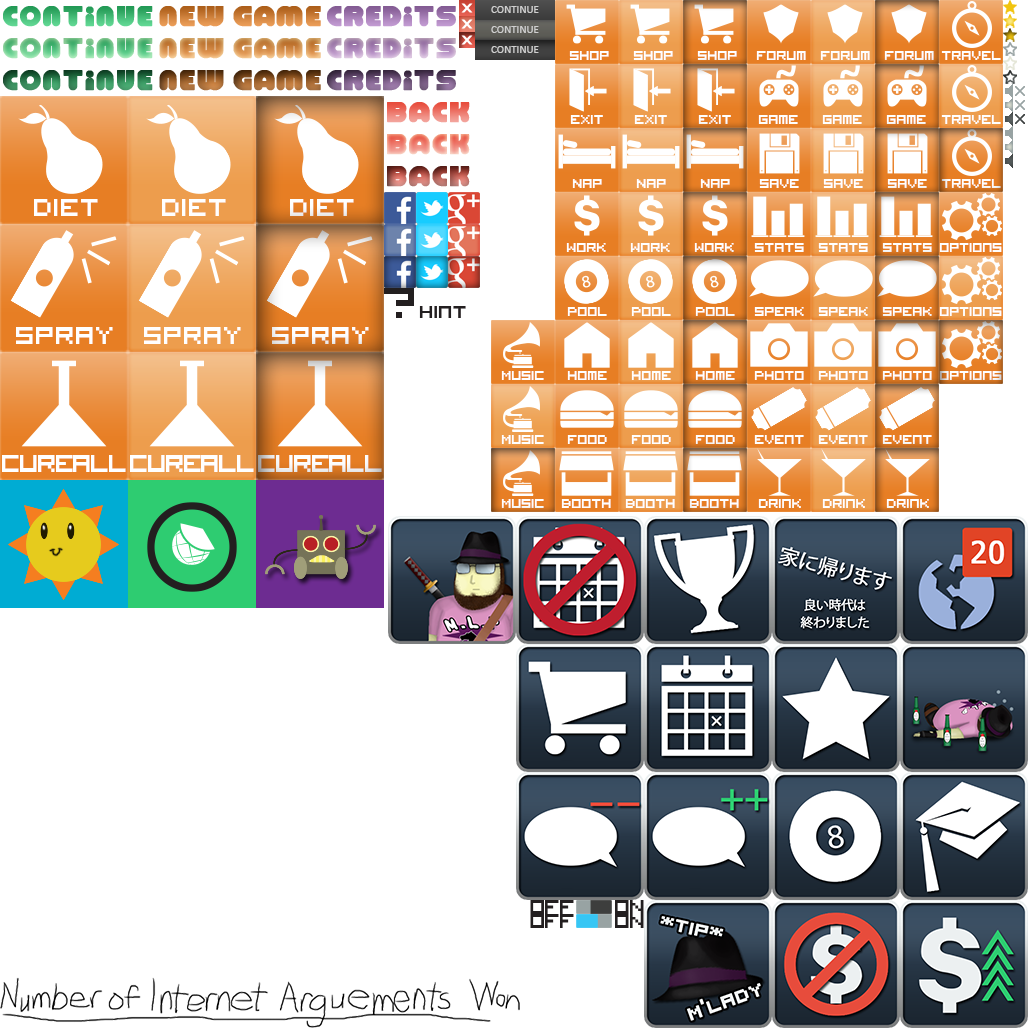 CONTiNUE NEW GAME CREDiTS
CONTiNUE NEW GAME CREDiTS
CONTiNUE NEW GAME CREDiTS
CONTINUE
CONTINUE
CONTINUE
BACK
BACK
BACK
DIET DIET DIET
SPRAY SPRAY SPRAY
CUREALL CUREALL CUREALL
f g+
f g+
f g+
? HINT
SHOP SHOP SHOP FORUM FORUM FORUM TRAVEL
EXIT EXIT EXIT GAME GAME GAME TRAVEL
NAP NAP NAP SAVE SAVE SAVE TRAVEL
$ $ $
WORK WORK WORK STATS STATS STATS OPTIONS
8 8 8
POOL POOL POOL SPEAK SPEAK SPEAK OPTIONS
MUSIC HOME HOME HOME PHOTO PHOTO PHOTO OPTIONS
MUSIC FOOD FOOD FOOD EVENT EVENT EVENT
MUSIC BOOTH BOOTH BOOTH DRINK DRINK DRINK
家に帰ります
良い時代は
終わりました
20
-- ++
8
OFF ON
*TIP*
M'LADY
$ $
Number of Internet Arguements Won